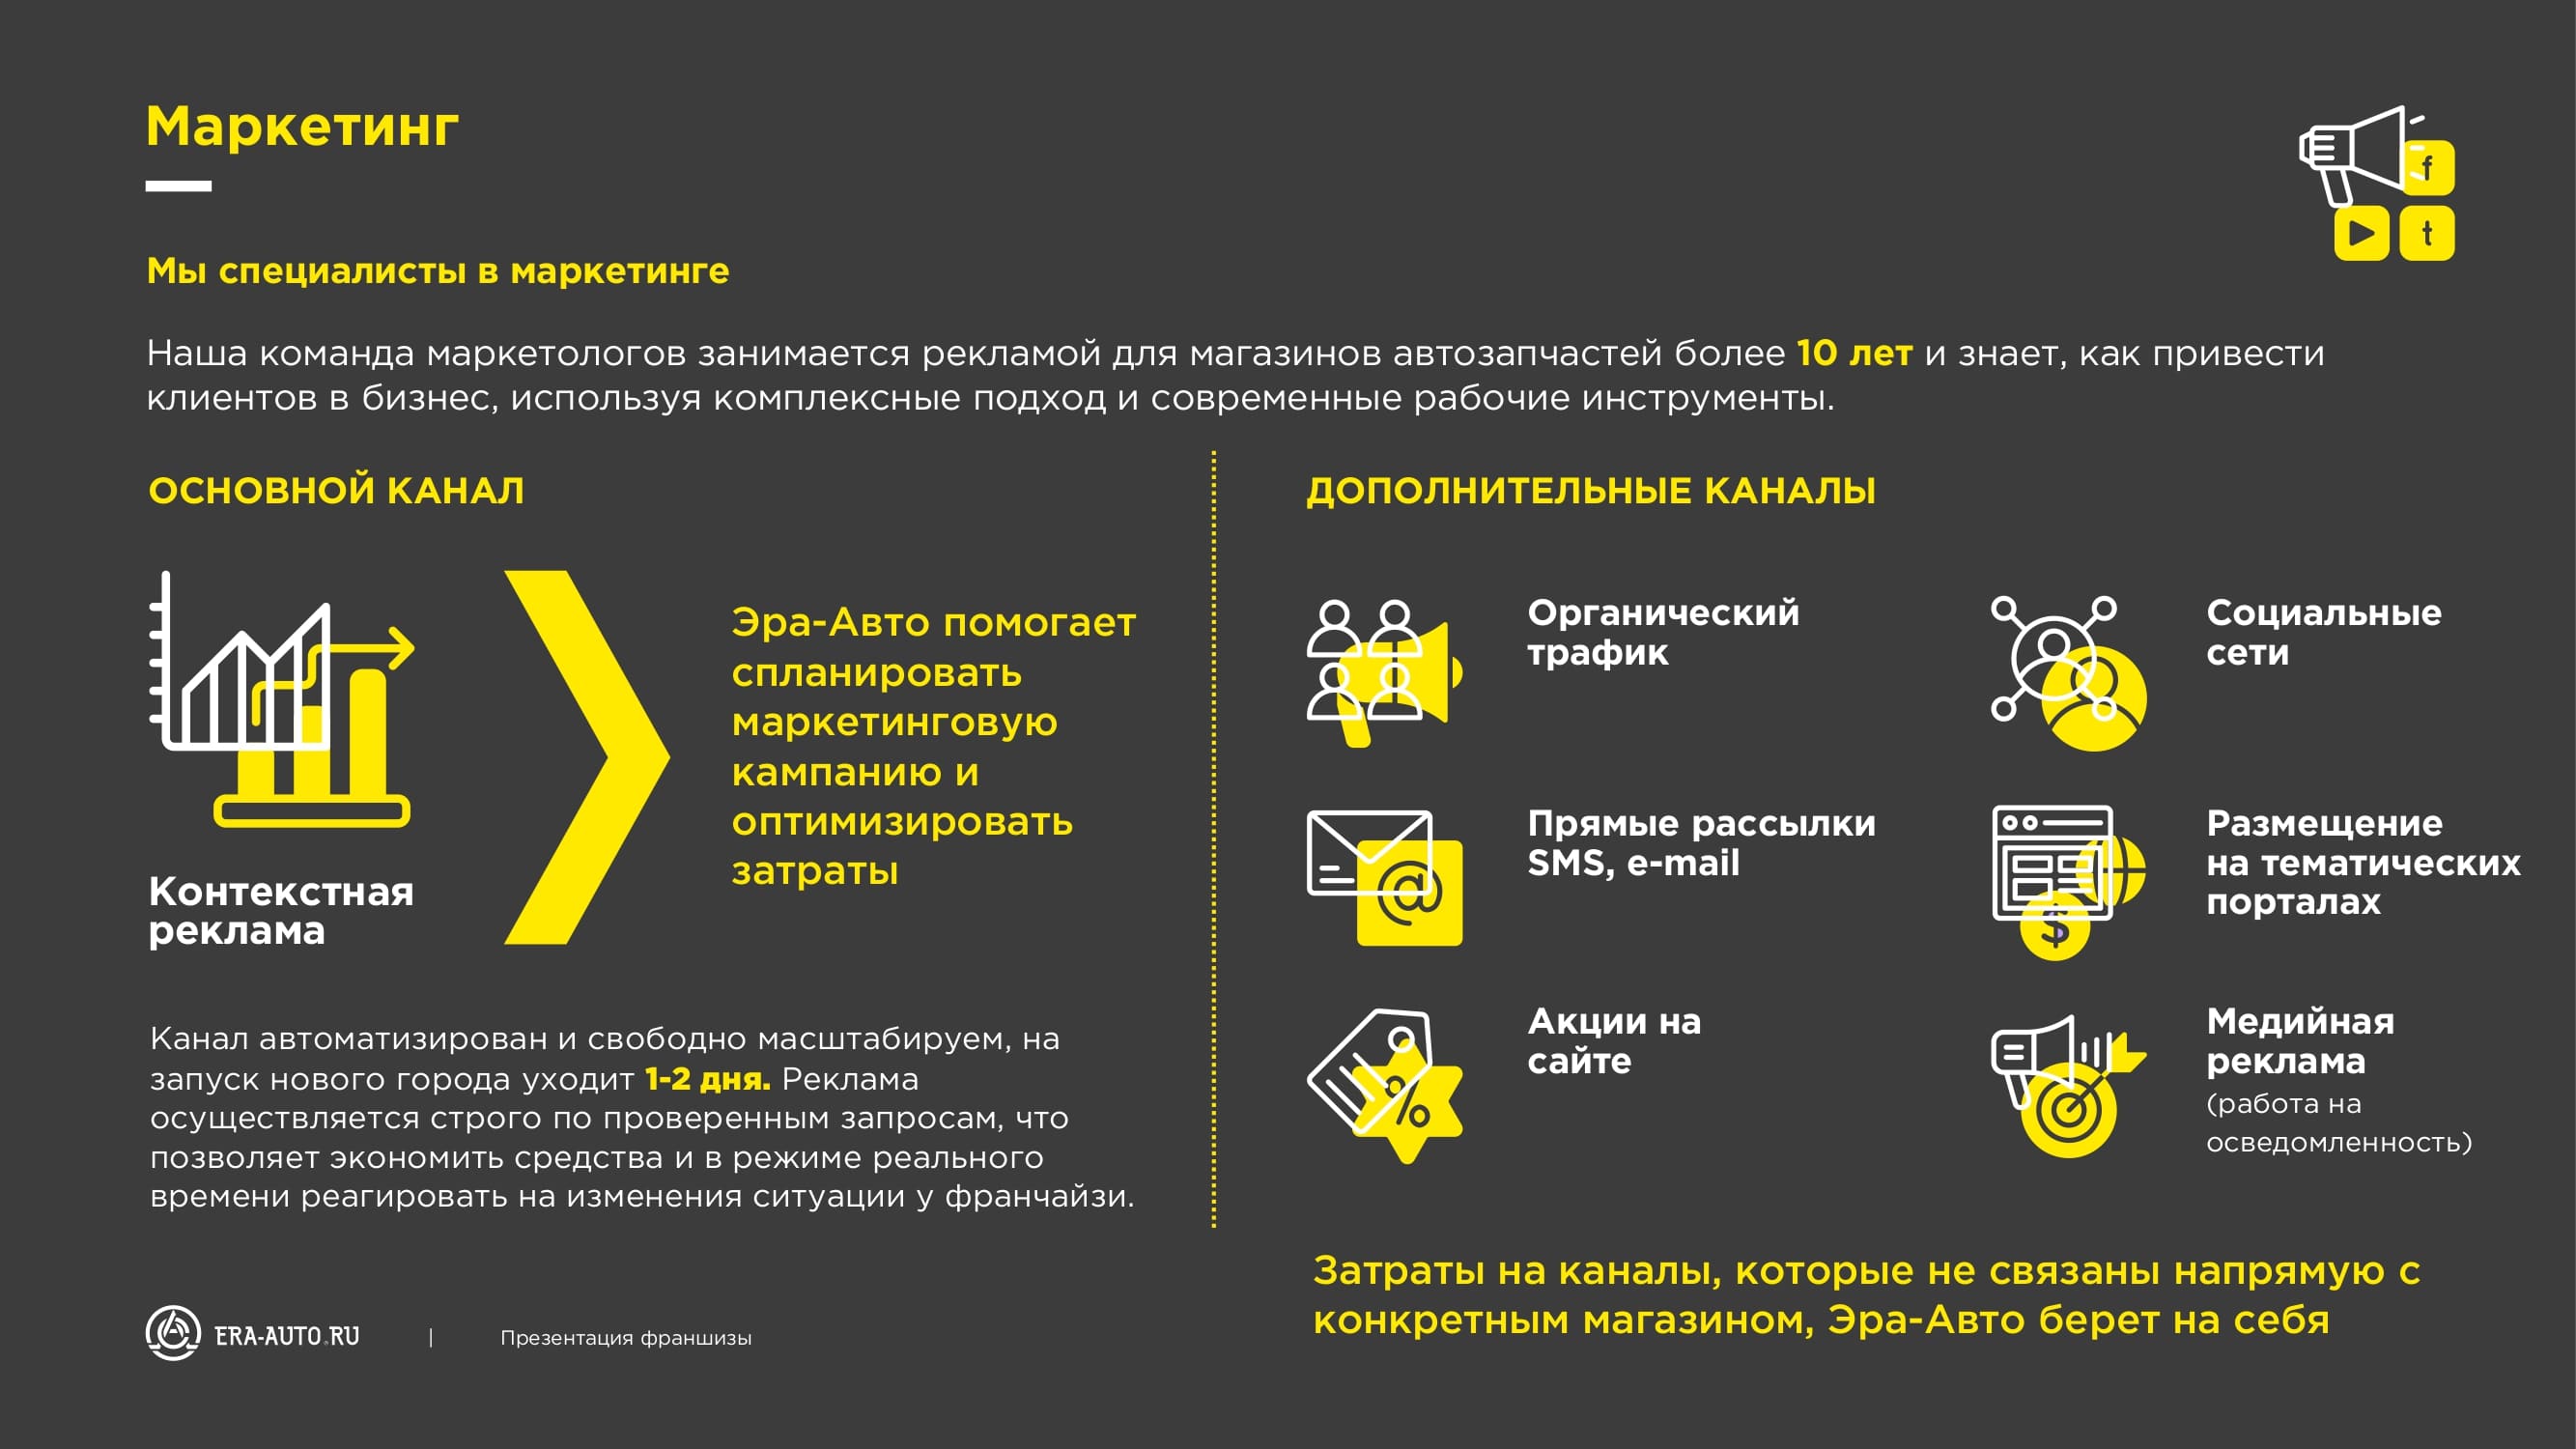 Маркетинг
f
t
Мы специалисты в маркетинге
Наша команда маркетологов занимается рекламой для магазинов автозапчастей более 10 лет и знает, как привести
клиентов в бизнес, используя комплексные подход и современные рабочие инструменты.
ОСНОВНОЙ КАНАЛ
Контекстная
реклама
Эра-Авто помогает
спланировать
маркетинговую
кампанию и
оптимизировать
затраты
Канал автоматизирован и свободно масштабируем, на
запуск нового города уходит 1-2 дня. Реклама
осуществляется строго по проверенным запросам, что
позволяет экономить средства и в режиме реального
времени реагировать на изменения ситуации у франчайзи.
ДОПОЛНИТЕЛЬНЫЕ КАНАЛЫ
Органический
трафик
Социальные
сети
@
Прямые рассылки
SMS, e-mail
$
Размещение
на тематических
порталах
%
Акции на
сайте
Медийная
реклама
(работа на
осведомленность)
Затраты на каналы, которые не связаны напрямую с
конкретным магазином, Эра-Авто берет на себя
ERA-AUTO.RU | Презентация франшизы